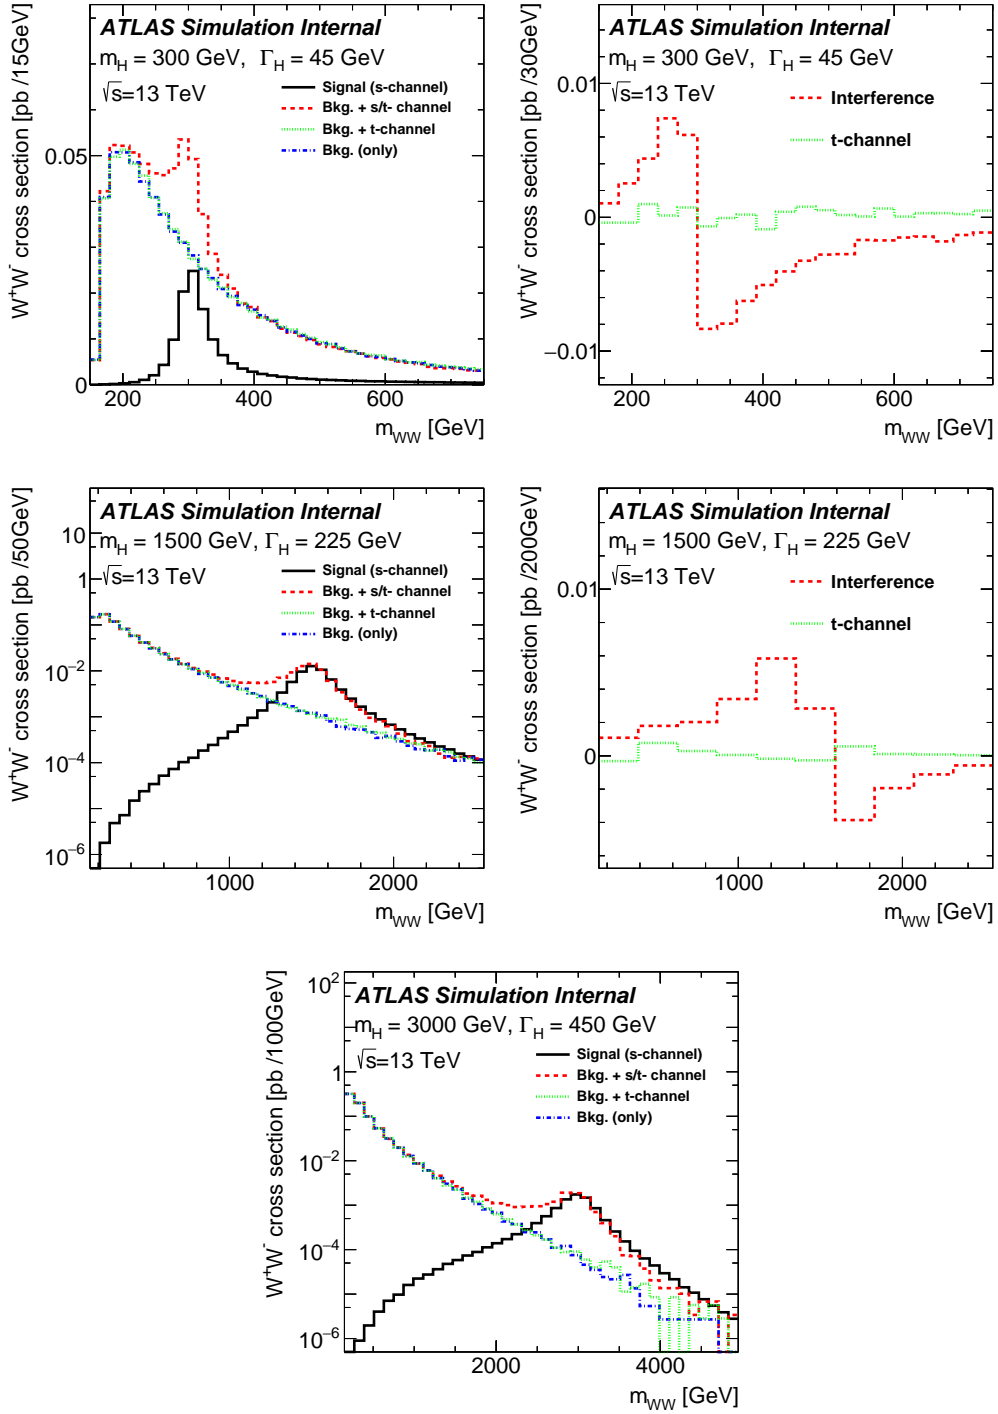 ATLAS Simulation Internal
m_H = 300 GeV, Γ_H = 45 GeV
√s=13 TeV
Signal (s-channel)
Bkg. + s/t- channel
Bkg. + t-channel
Bkg. (only)
W⁺W⁻ cross section [pb /15GeV]
0.05
0
200
400
600
m_WW [GeV]
ATLAS Simulation Internal
m_H = 300 GeV, Γ_H = 45 GeV
√s=13 TeV
Interference
t-channel
W⁺W⁻ cross section [pb /30GeV]
0.01
0
−0.01
200
400
600
m_WW [GeV]
ATLAS Simulation Internal
m_H = 1500 GeV, Γ_H = 225 GeV
√s=13 TeV
Signal (s-channel)
Bkg. + s/t- channel
Bkg. + t-channel
Bkg. (only)
W⁺W⁻ cross section [pb /50GeV]
10
1
10⁻²
10⁻⁴
10⁻⁶
1000
2000
m_WW [GeV]
ATLAS Simulation Internal
m_H = 1500 GeV, Γ_H = 225 GeV
√s=13 TeV
Interference
t-channel
W⁺W⁻ cross section [pb /200GeV]
0.01
0
1000
2000
m_WW [GeV]
ATLAS Simulation Internal
m_H = 3000 GeV, Γ_H = 450 GeV
√s=13 TeV
Signal (s-channel)
Bkg. + s/t- channel
Bkg. + t-channel
Bkg. (only)
W⁺W⁻ cross section [pb /100GeV]
10²
1
10⁻²
10⁻⁴
10⁻⁶
2000
4000
m_WW [GeV]